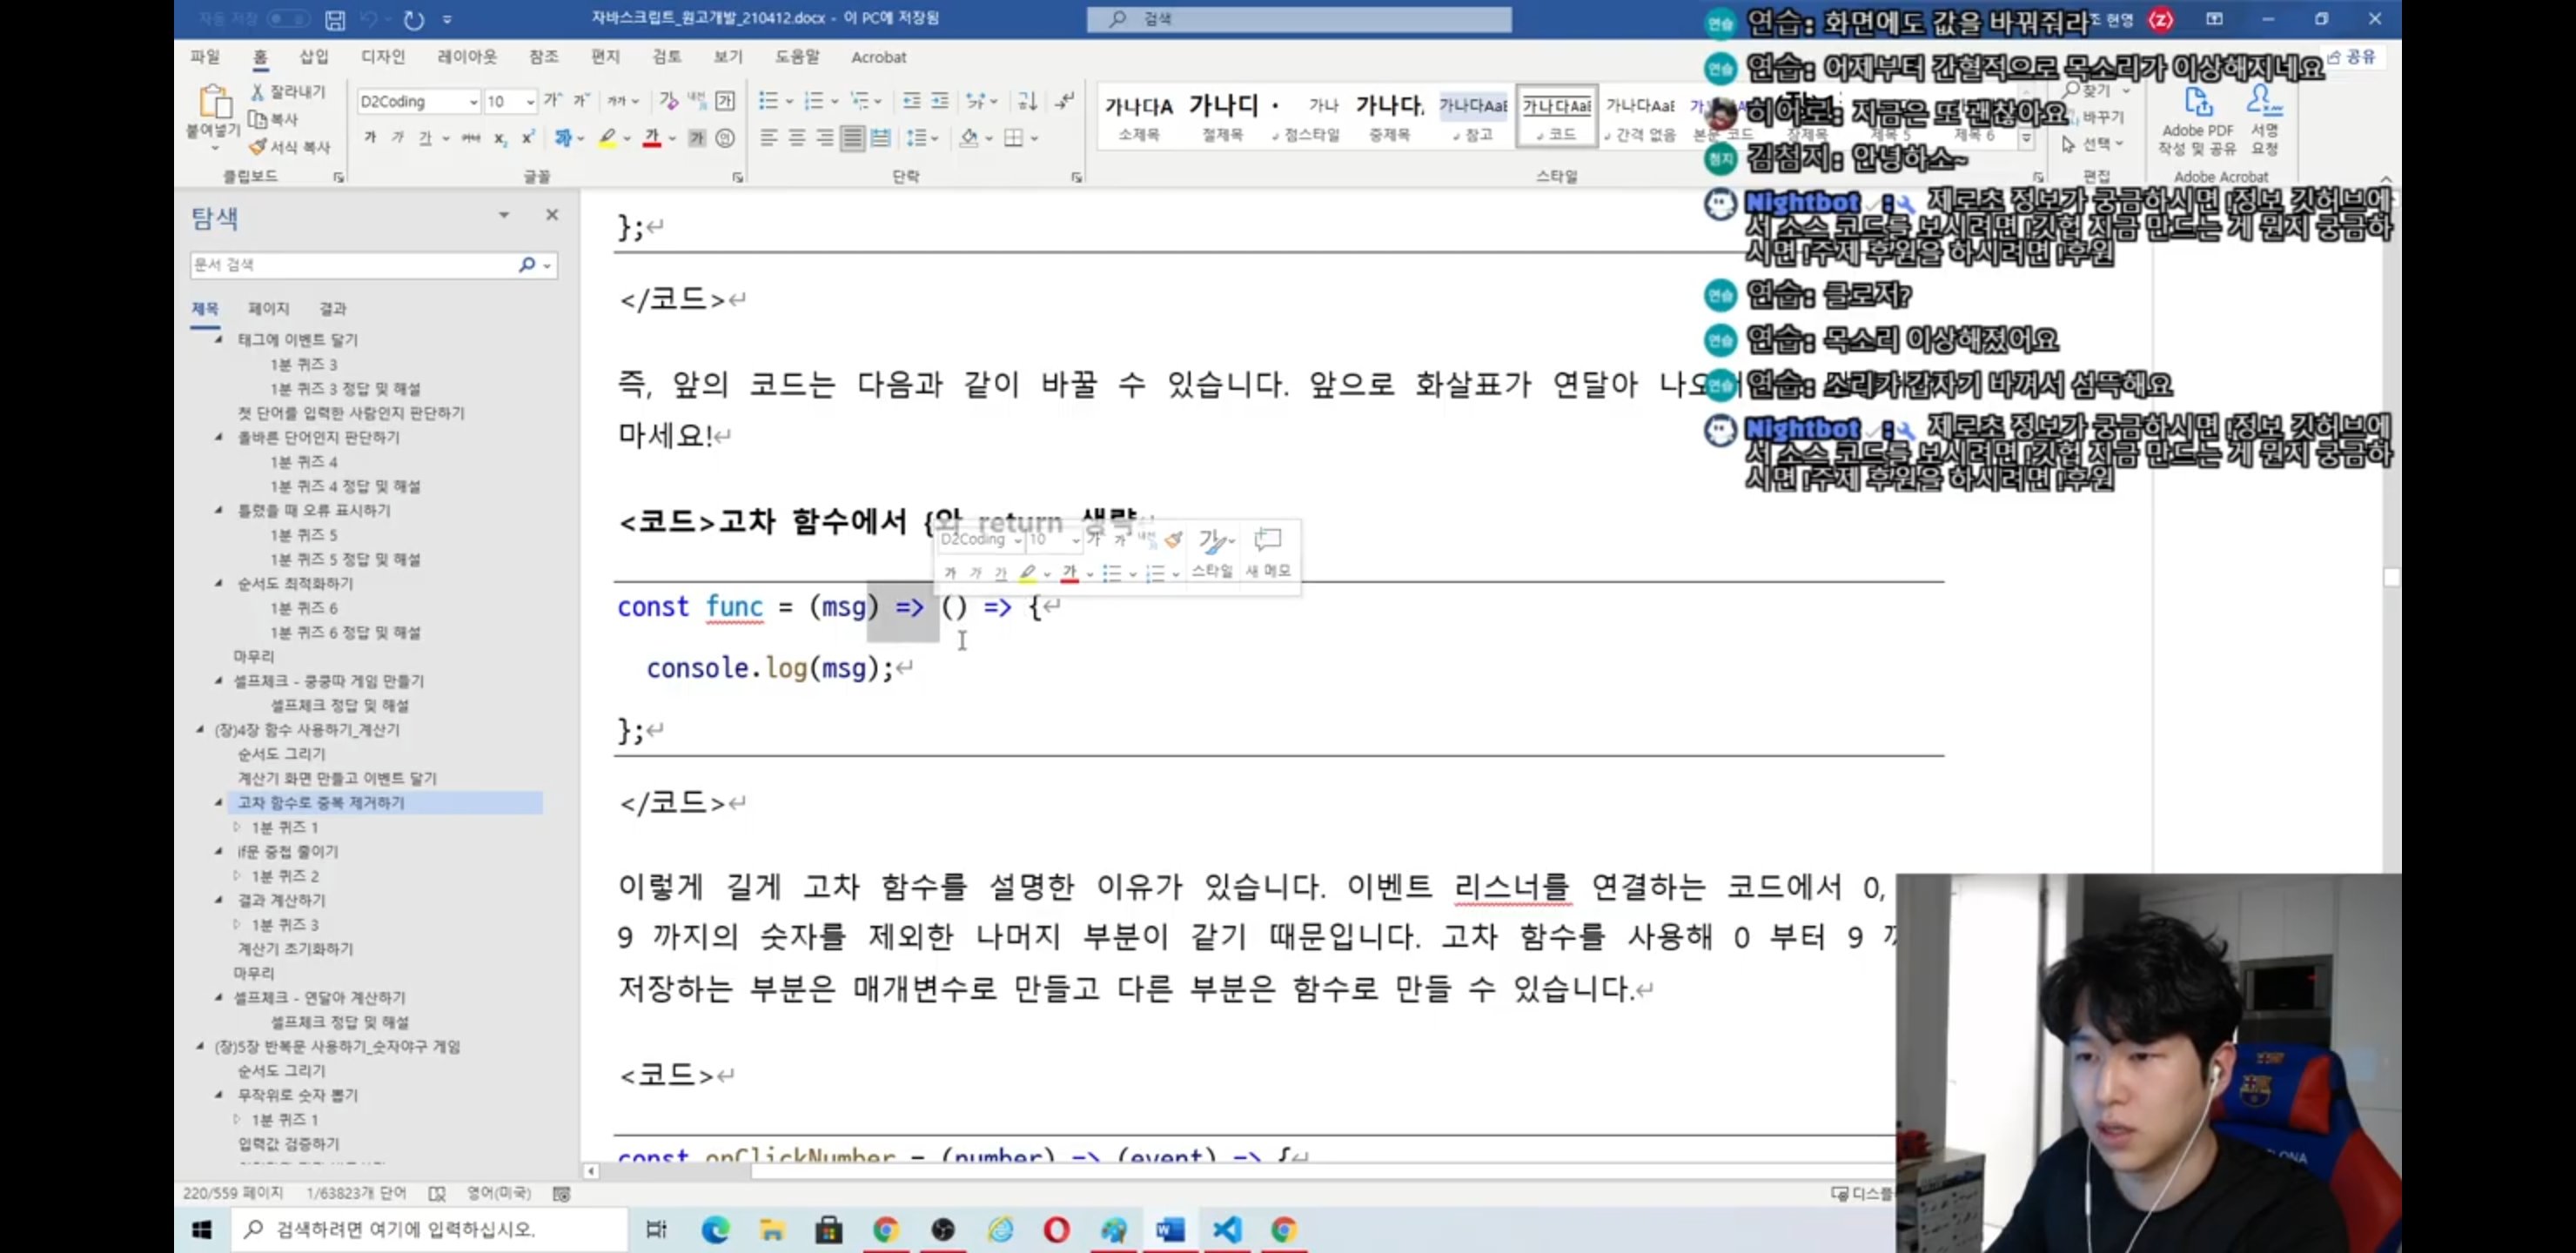 자동 저장
자바스크립트_원고개발_210412.docx - 이 PC에 저장됨
검색
조 현영
파일 홈 삽입 디자인 레이아웃 참조 편지 검토 보기 도움말 Acrobat
공유
붙여넣기
잘라내기
복사
서식 복사
클립보드
D2Coding 10
글꼴
단락
가나다A 소제목
가나디 절제목
가나 점스타일
가나다. 중제목
가나다AaB 참고
가나다AaB 코드
가나다AaB 간격 없음
본문 코드
장제목
제목 5
제목 6
스타일
찾기
바꾸기
선택
편집
Adobe PDF
작성 및 공유
서명
요청
Adobe Acrobat
연습: 화면에도 값을 바꿔줘라
연습: 어제부터 간헐적으로 목소리가 이상해지네요
히어로: 지금은 또 괜찮아요
김첨지: 안녕하소~
Nightbot: 제로초 정보가 궁금하시면 !정보 깃허브에
서 소스 코드를 보시려면 !깃헙 지금 만드는 게 뭔지 궁금하
시면 !주제 후원을 하시려면 !후원
연습: 클로저?
연습: 목소리 이상해졌어요
연습: 소리가 갑자기 바껴서 섬뜩해요
Nightbot: 제로초 정보가 궁금하시면 !정보 깃허브에
서 소스 코드를 보시려면 !깃헙 지금 만드는 게 뭔지 궁금하
시면 !주제 후원을 하시려면 !후원
탐색
문서 검색
제목 페이지 결과
태그에 이벤트 달기
1분 퀴즈 3
1분 퀴즈 3 정답 및 해설
첫 단어를 입력한 사람인지 판단하기
올바른 단어인지 판단하기
1분 퀴즈 4
1분 퀴즈 4 정답 및 해설
틀렸을 때 오류 표시하기
1분 퀴즈 5
1분 퀴즈 5 정답 및 해설
순서도 최적화하기
1분 퀴즈 6
1분 퀴즈 6 정답 및 해설
마무리
셀프체크 - 쿵쿵따 게임 만들기
셀프체크 정답 및 해설
(장)4장 함수 사용하기_계산기
순서도 그리기
계산기 화면 만들고 이벤트 달기
고차 함수로 중복 제거하기
1분 퀴즈 1
if문 중첩 줄이기
1분 퀴즈 2
결과 계산하기
1분 퀴즈 3
계산기 초기화하기
마무리
셀프체크 - 연달아 계산하기
셀프체크 정답 및 해설
(장)5장 반복문 사용하기_숫자야구 게임
순서도 그리기
무작위로 숫자 뽑기
1분 퀴즈 1
입력값 검증하기
};
</코드>
즉, 앞의 코드는 다음과 같이 바꿀 수 있습니다. 앞으로 화살표가 연달아 나오
마세요!
<코드>고차 함수에서 {와 return 생략
D2Coding 10
스타일 새 메모
const func = (msg) => () => {
console.log(msg);
};
</코드>
이렇게 길게 고차 함수를 설명한 이유가 있습니다. 이벤트 리스너를 연결하는 코드에서 0,
9 까지의 숫자를 제외한 나머지 부분이 같기 때문입니다. 고차 함수를 사용해 0 부터 9
저장하는 부분은 매개변수로 만들고 다른 부분은 함수로 만들 수 있습니다.
<코드>
const onClickNumber = (number) => (event) => {
220/559 페이지 1/63823개 단어 영어(미국)
디스플
검색하려면 여기에 입력하십시오.